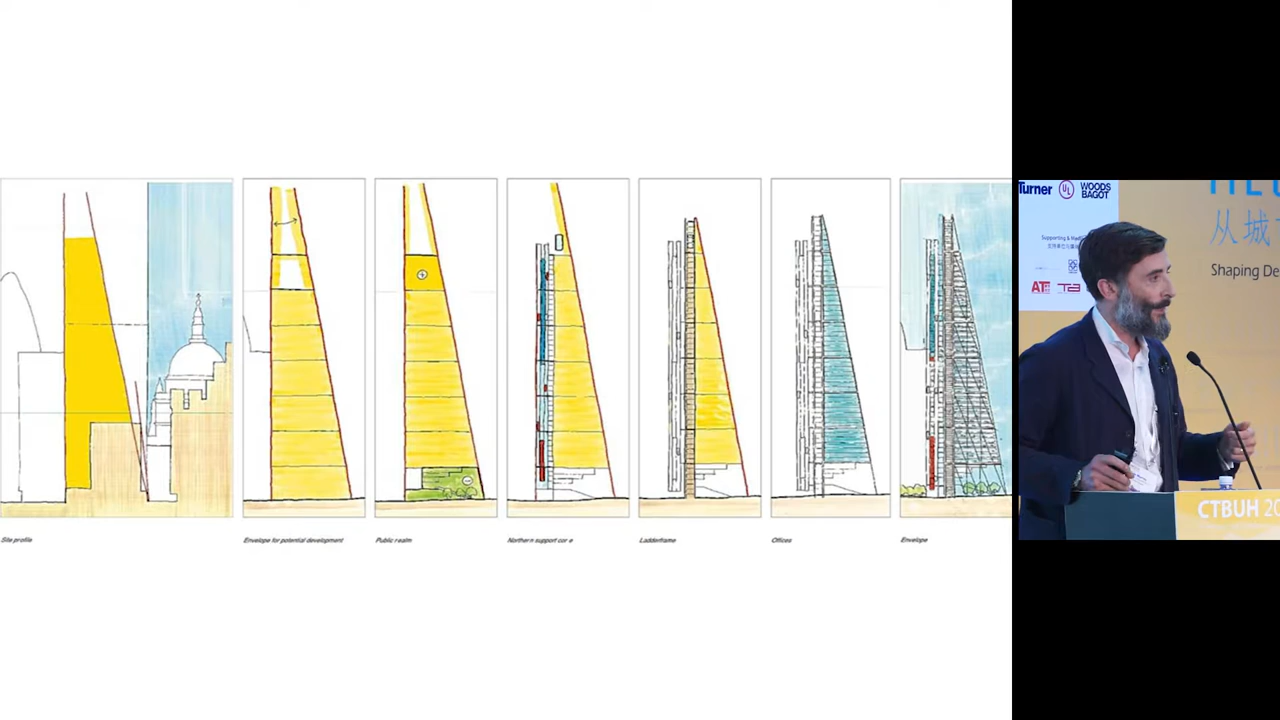 Site profile
Envelope for potential development
Public realm
Northern support core
Ladderframe
Offices
Envelope
Turner
UL
WOODS
BAGOT
从城
Shaping De
CTBUH 20